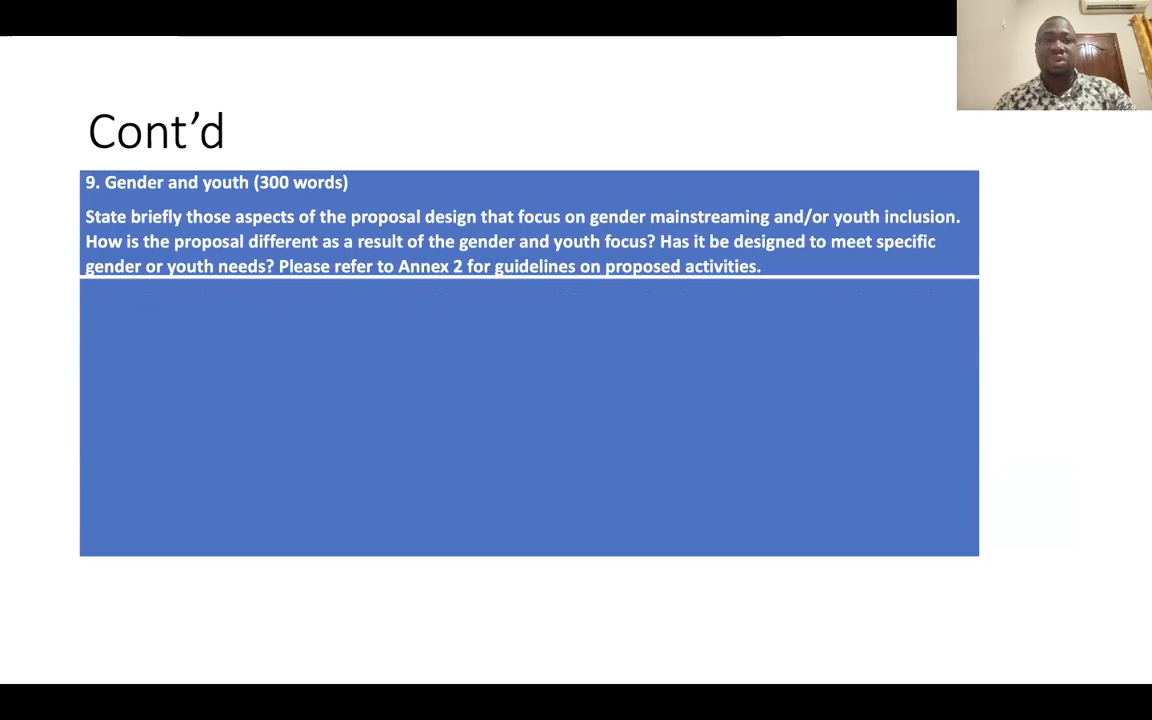 Cont’d
9. Gender and youth (300 words)
State briefly those aspects of the proposal design that focus on gender mainstreaming and/or youth inclusion.
How is the proposal different as a result of the gender and youth focus? Has it be designed to meet specific
gender or youth needs? Please refer to Annex 2 for guidelines on proposed activities.